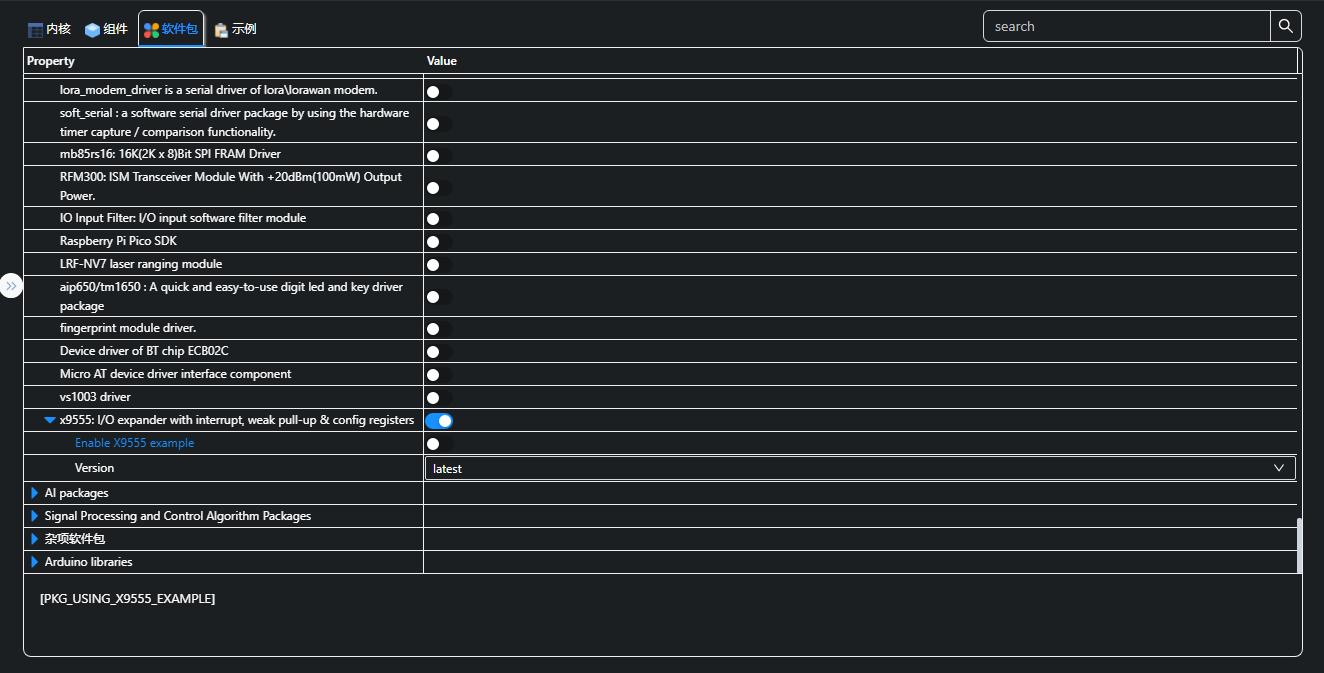 内核 组件 软件包 示例 search
Property Value
lora_modem_driver is a serial driver of lora\lorawan modem.
soft_serial : a software serial driver package by using the hardware
timer capture / comparison functionality.
mb85rs16: 16K(2K x 8)Bit SPI FRAM Driver
RFM300: ISM Transceiver Module With +20dBm(100mW) Output
Power.
IO Input Filter: I/O input software filter module
Raspberry Pi Pico SDK
LRF-NV7 laser ranging module
aip650/tm1650 : A quick and easy-to-use digit led and key driver
package
fingerprint module driver.
Device driver of BT chip ECB02C
Micro AT device driver interface component
vs1003 driver
x9555: I/O expander with interrupt, weak pull-up & config registers
Enable X9555 example
Version latest
AI packages
Signal Processing and Control Algorithm Packages
杂项软件包
Arduino libraries
[PKG_USING_X9555_EXAMPLE]